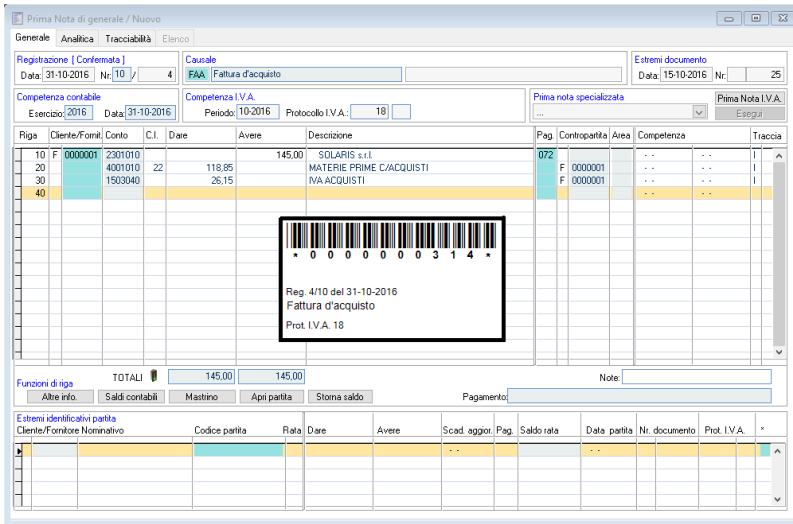 Prima Nota di generale / Nuovo
Generale Analitica Tracciabilità Elenco
Registrazione [ Confermata ] Causale Estremi documento
Data: 31-10-2016 Nr: 10 / 4 FAA Fattura d'acquisto Data: 15-10-2016 Nr: 25
Competenza contabile Competenza I.V.A. Prima nota specializzata Prima Nota I.V.A.
Esercizio: 2016 Data: 31-10-2016 Periodo: 10-2016 Protocollo I.V.A.: 18 ... Esegui
Riga Cliente/Fornit. Conto C.I. Dare Avere Descrizione Pag. Contropartita Area Competenza Traccia
10 F 0000001 2301010 145,00 SOLARIS s.r.l. 072 - - - - I
20 4001010 22 118,85 MATERIE PRIME C/ACQUISTI F 0000001 - - - - I
30 1503040 26,15 IVA ACQUISTI F 0000001 - - - - I
40 - - - -
* 0 0 0 0 0 0 0 3 1 4 *
Reg. 4/10 del 31-10-2016
Fattura d'acquisto
Prot. I.V.A. 18
Funzioni di riga TOTALI 145,00 145,00 Note:
Altre info. Saldi contabili Mastrino Apri partita Storna saldo Pagamento:
Estremi identificativi partita
Cliente/Fornitore Nominativo Codice partita Rata Dare Avere Scad. aggior. Pag. Saldo rata Data partita Nr. documento Prot. I.V.A. *
- - - -